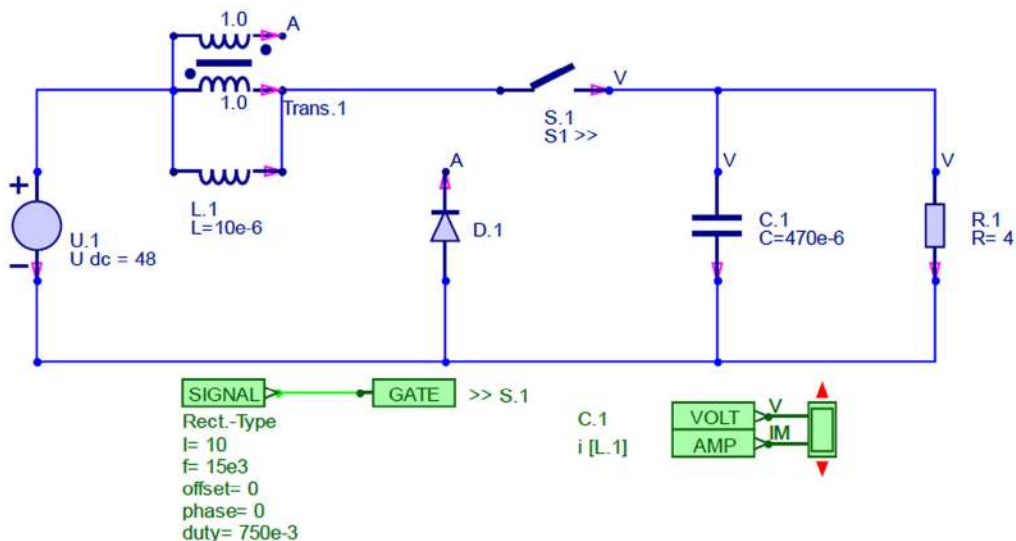 1.0
A
1.0
Trans.1
L.1
L=10e-6
S.1
S1 >>
V
V
V
A
+
−
U.1
U dc = 48
D.1
C.1
C=470e-6
R.1
R= 4
SIGNAL
GATE
>> S.1
Rect.-Type
I= 10
f= 15e3
offset= 0
phase= 0
duty= 750e-3
C.1
VOLT
V
i [L.1]
AMP
IM